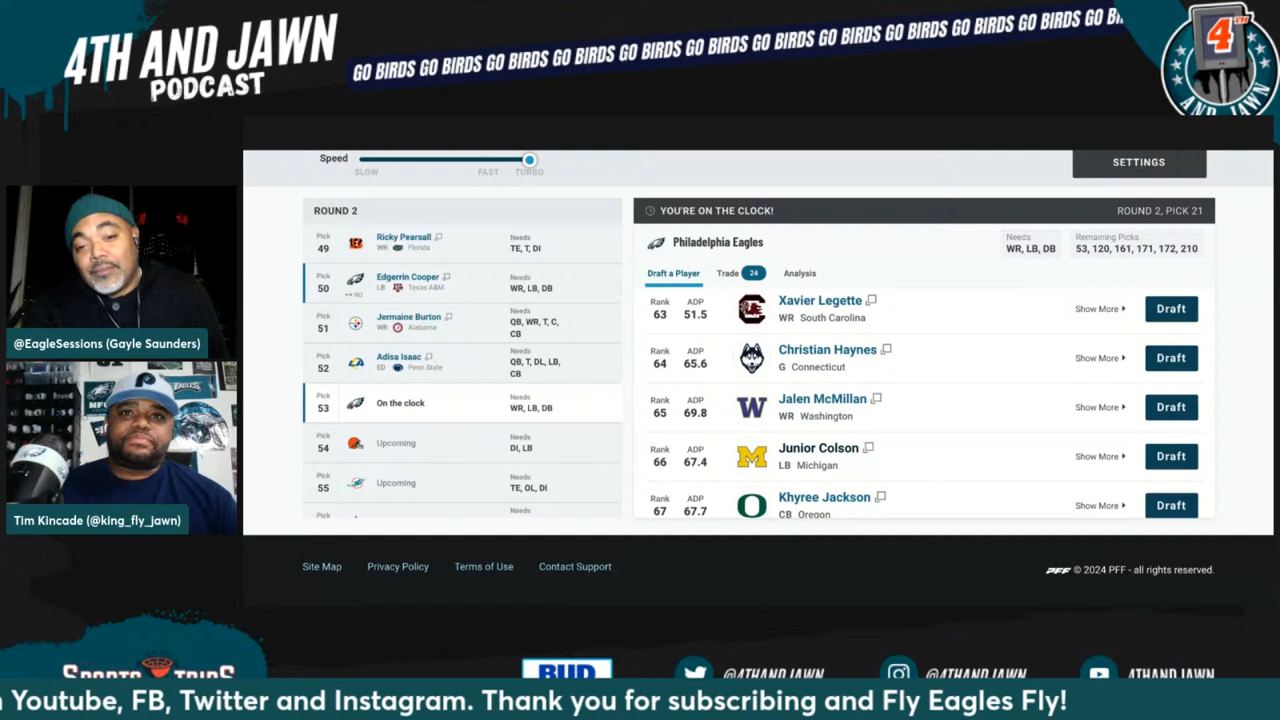 4TH AND JAWN
PODCAST
GO BIRDS GO BIRDS GO BIRDS GO BIRDS GO BIRDS GO BIRDS GO BIRDS GO BIRDS GO BIRDS GO BIRDS GO BIRDS GO
4TH
AND JAWN
Speed
SLOW
FAST
TURBO
SETTINGS
ROUND 2
Pick 49
Ricky Pearsall
WR Florida
Needs
TE, T, DI
Pick 50
NO
Edgerrin Cooper
LB Texas A&M
Needs
WR, LB, DB
Pick 51
Jermaine Burton
WR Alabama
Needs
QB, WR, T, C,
CB
Pick 52
Adisa Isaac
ED Penn State
Needs
QB, T, DL, LB,
CB
Pick 53
On the clock
Needs
WR, LB, DB
Pick 54
Upcoming
Needs
DI, LB
Pick 55
Upcoming
Needs
TE, OL, DI
Pick
Needs
YOU'RE ON THE CLOCK!
ROUND 2, PICK 21
Philadelphia Eagles
Needs
WR, LB, DB
Remaining Picks
53, 120, 161, 171, 172, 210
Draft a Player
Trade 24
Analysis
Rank 63
ADP 51.5
Xavier Legette
WR South Carolina
Show More
Draft
Rank 64
ADP 65.6
Christian Haynes
G Connecticut
Show More
Draft
Rank 65
ADP 69.8
Jalen McMillan
WR Washington
Show More
Draft
Rank 66
ADP 67.4
Junior Colson
LB Michigan
Show More
Draft
Rank 67
ADP 67.7
Khyree Jackson
CB Oregon
Show More
Draft
@EagleSessions (Gayle Saunders)
Tim Kincade (@king_fly_jawn)
Site Map
Privacy Policy
Terms of Use
Contact Support
PFF © 2024 PFF - all rights reserved.
SPORTS TRIPS
BUD
@4THANDJAWN
@4THANDJAWN
4THANDJAWN
Youtube, FB, Twitter and Instagram. Thank you for subscribing and Fly Eagles Fly!